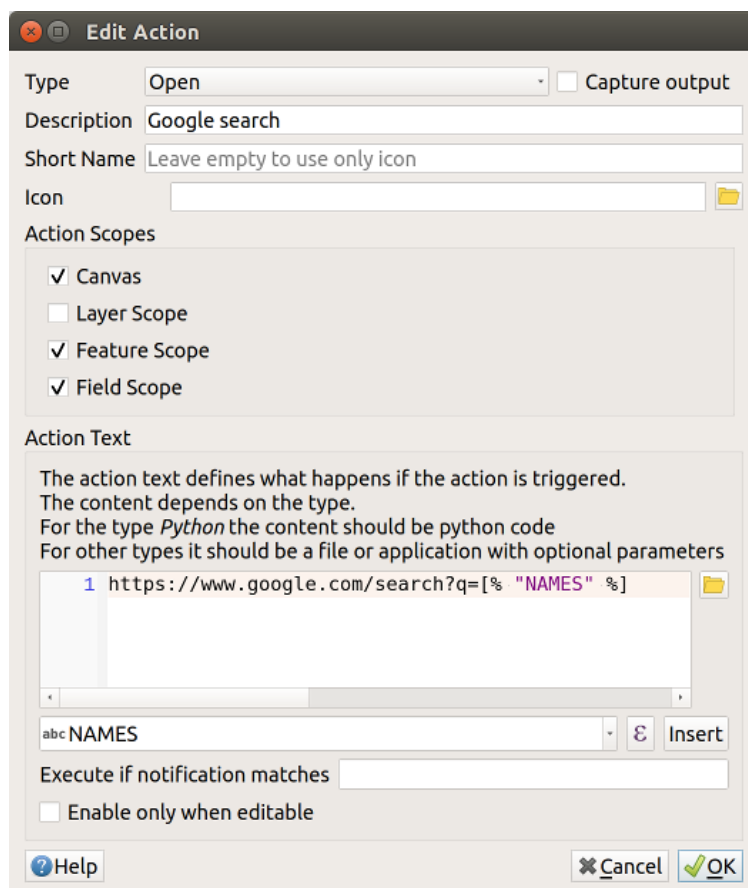 Edit Action
Type Open Capture output
Description Google search
Short Name Leave empty to use only icon
Icon
Action Scopes
Canvas
Layer Scope
Feature Scope
Field Scope
Action Text
The action text defines what happens if the action is triggered.
The content depends on the type.
For the type Python the content should be python code
For other types it should be a file or application with optional parameters
1 https://www.google.com/search?q=[% "NAMES" %]
abc NAMES ε Insert
Execute if notification matches
Enable only when editable
Help Cancel OK